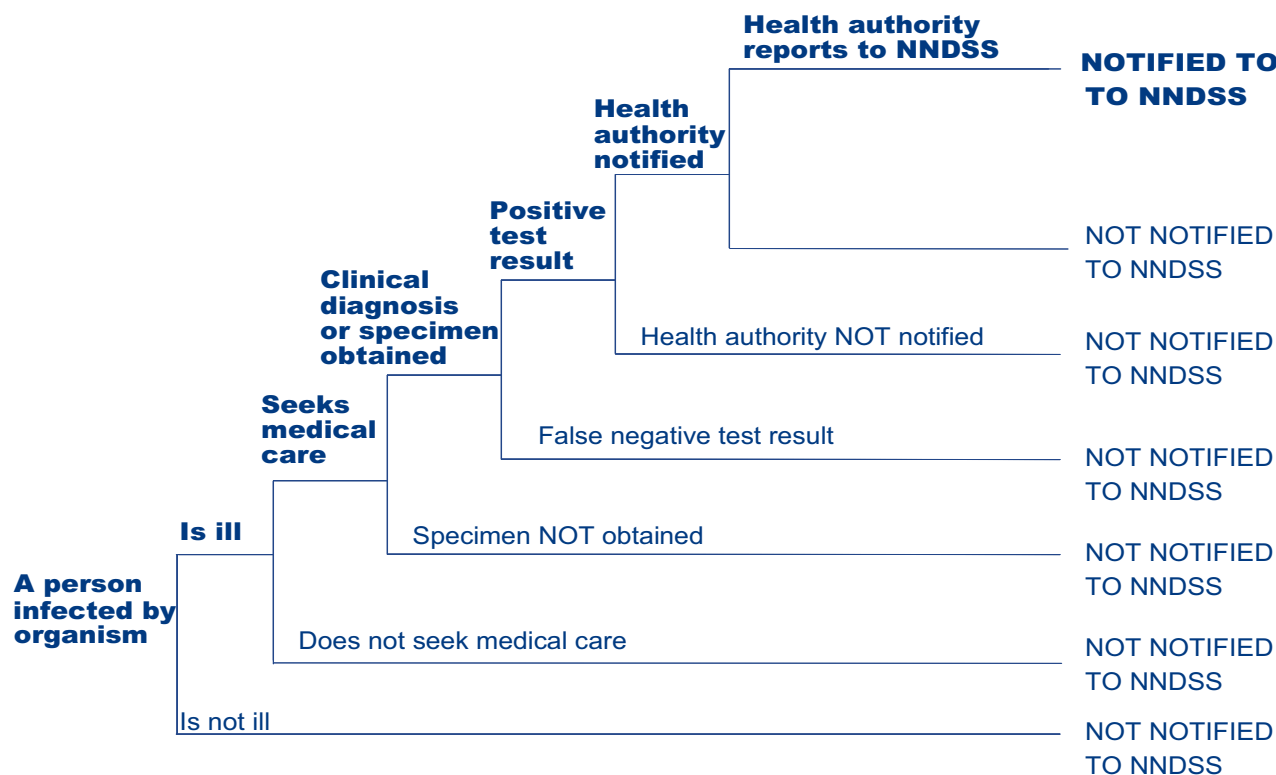 Health authority
reports to NNDSS
NOTIFIED TO
TO NNDSS
Health
authority
notified
Positive
test
result
NOT NOTIFIED
TO NNDSS
Clinical
diagnosis
or specimen
obtained
Health authority NOT notified
NOT NOTIFIED
TO NNDSS
Seeks
medical
care
False negative test result
NOT NOTIFIED
TO NNDSS
Is ill
Specimen NOT obtained
NOT NOTIFIED
TO NNDSS
A person
infected by
organism
Does not seek medical care
NOT NOTIFIED
TO NNDSS
Is not ill
NOT NOTIFIED
TO NNDSS